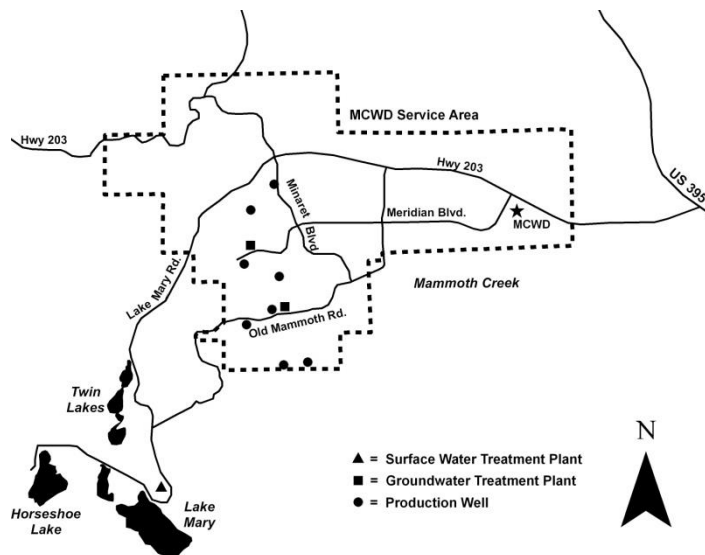 MCWD Service Area
Hwy 203
Hwy 203
US 395
Minaret Blvd
Meridian Blvd.
MCWD
Lake Mary Rd.
Mammoth Creek
Old Mammoth Rd.
Twin
Lakes
N
▲ = Surface Water Treatment Plant
■ = Groundwater Treatment Plant
● = Production Well
Horseshoe
Lake
Lake
Mary